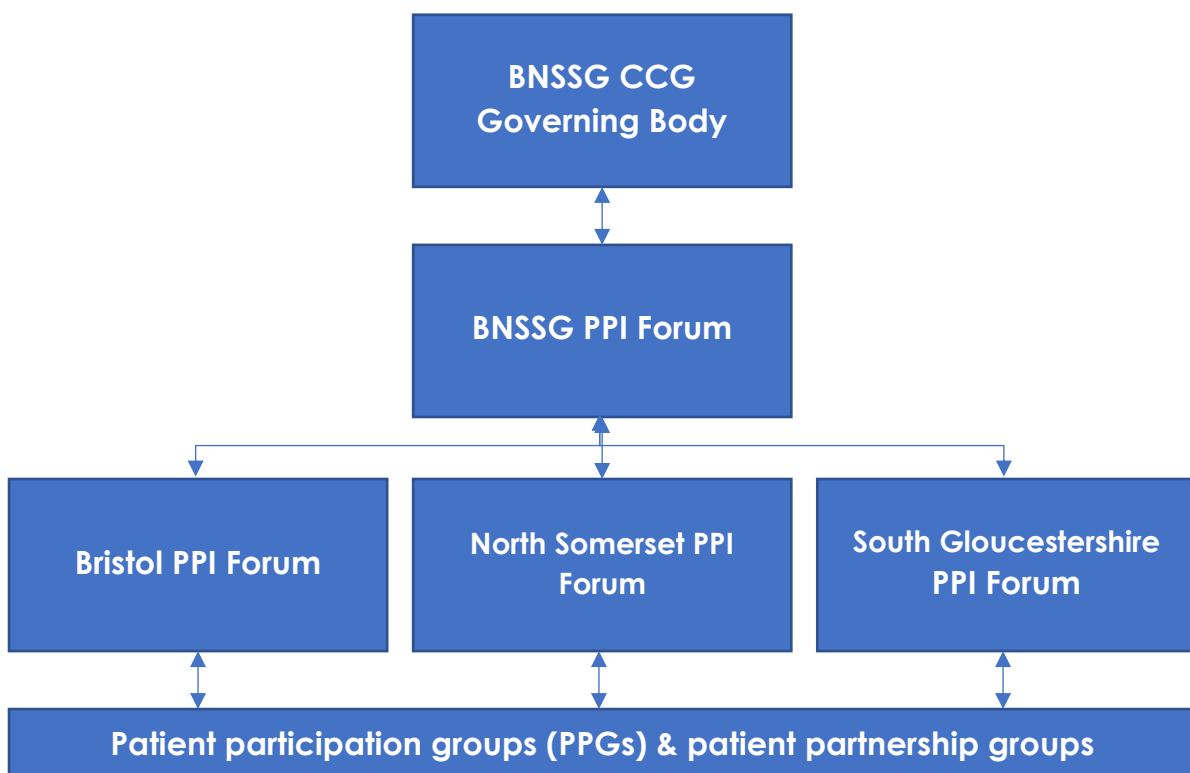 BNSSG CCG
Governing Body
BNSSG PPI Forum
Bristol PPI Forum
North Somerset PPI
Forum
South Gloucestershire
PPI Forum
Patient participation groups (PPGs) & patient partnership groups